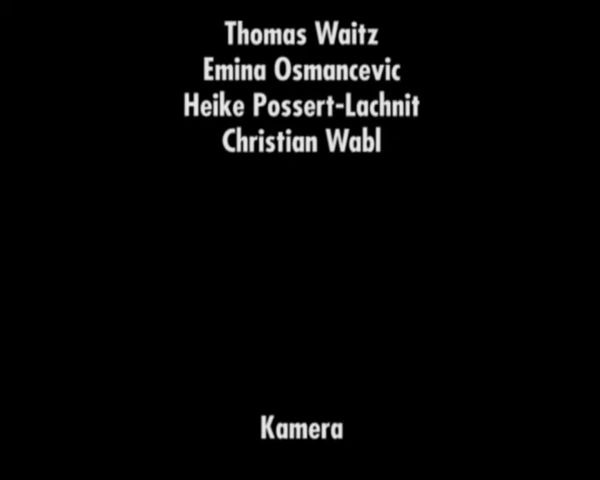 Thomas Waitz
Emina Osmancevic
Heike Possert-Lachnit
Christian Wabl
Kamera